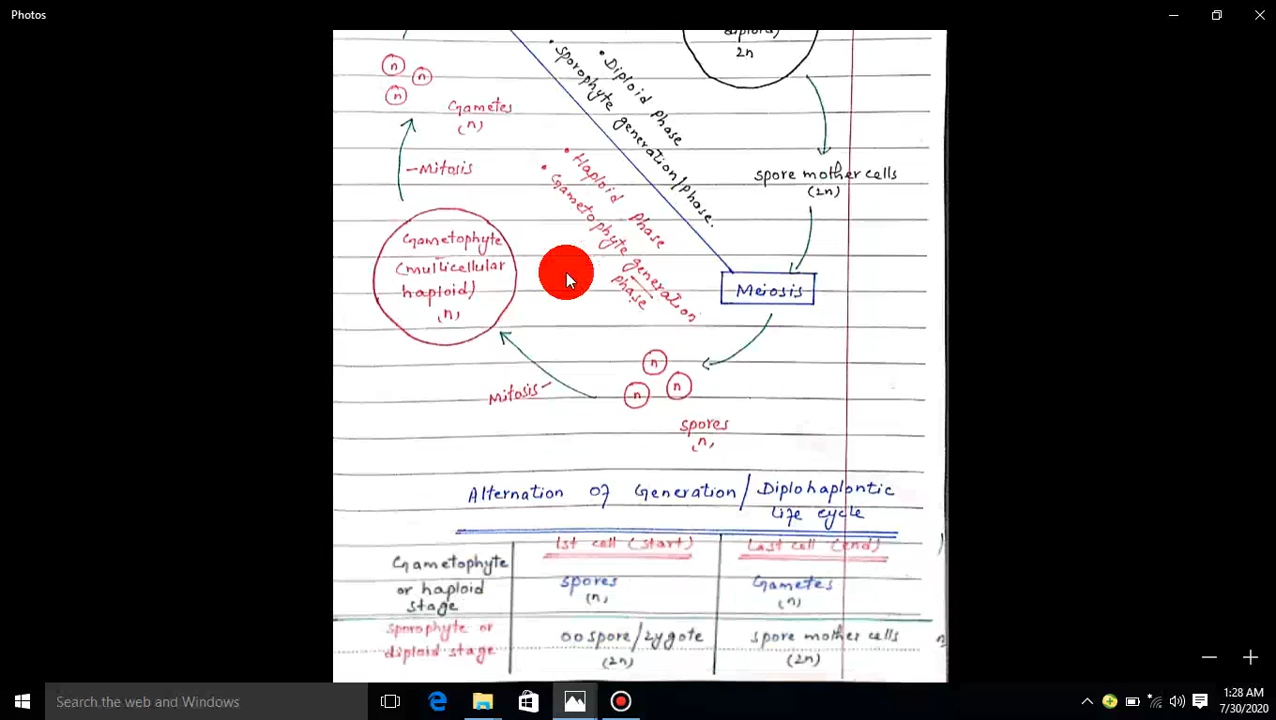 Photos
diploid)
2n
n
n
n
Gametes
(n)
Mitosis
• Diploid phase
• Sporophyte generation/phase.
• Haploid phase
• Gametophyte generation
phase
spore mother cells
(2n)
Gametophyte
(multicellular
haploid)
(n)
Meiosis
n
n
n
Mitosis
spores
(n)
Alternation of Generation/Diplohaplontic
life cycle
1st cell (start)
Last cell (end)
Gametophyte
or haploid
stage
spores
(n)
Gametes
(n)
sporophyte or
diploid stage
oospore/zygote
(2n)
spore mother cells
(2n)
Search the web and Windows
1:28 AM
7/30/2020